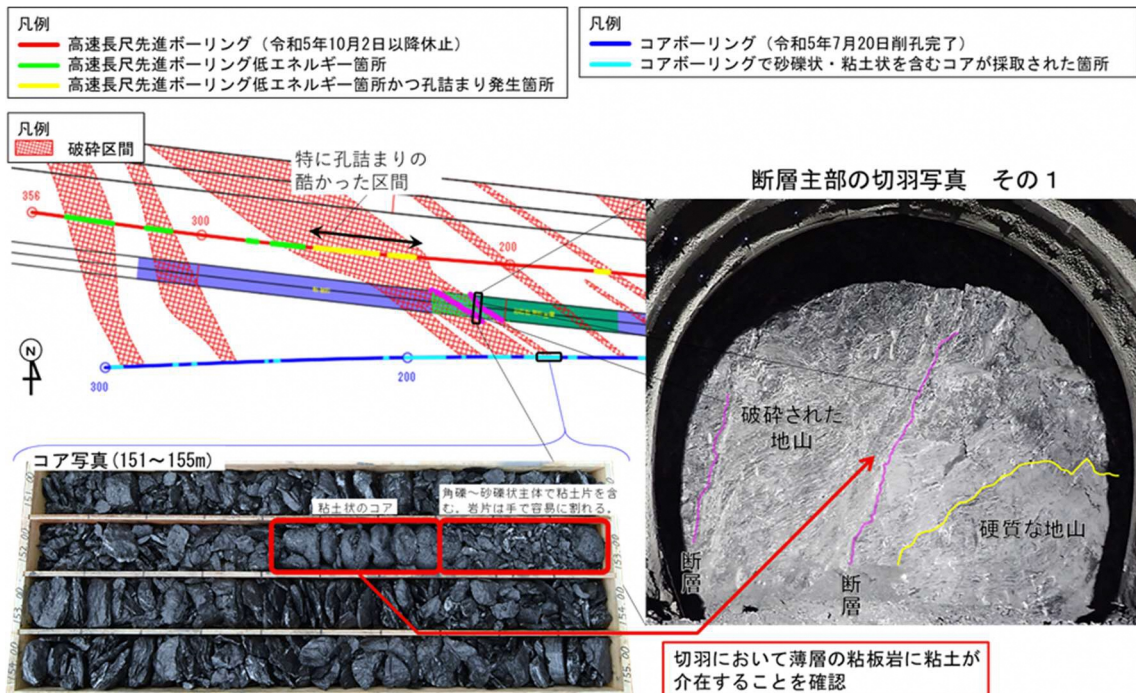 凡例
高速長尺先進ボーリング（令和5年10月2日以降休止）
高速長尺先進ボーリング低エネルギー箇所
高速長尺先進ボーリング低エネルギー箇所かつ孔詰まり発生箇所
凡例
コアボーリング（令和5年7月20日削孔完了）
コアボーリングで砂礫状・粘土状を含むコアが採取された箇所
凡例
破砕区間
特に孔詰まりの
酷かった区間
356
300
200
N
300
200
断層主部の切羽写真 その1
破砕された
地山
硬質な地山
断層
断層
コア写真(151～155m)
粘土状のコア
角礫～砂礫状主体で粘土片を含
む。岩片は手で容易に割れる。
151.00
152.00
153.00
153.00
154.00
155.00
切羽において薄層の粘板岩に粘土が
介在することを確認